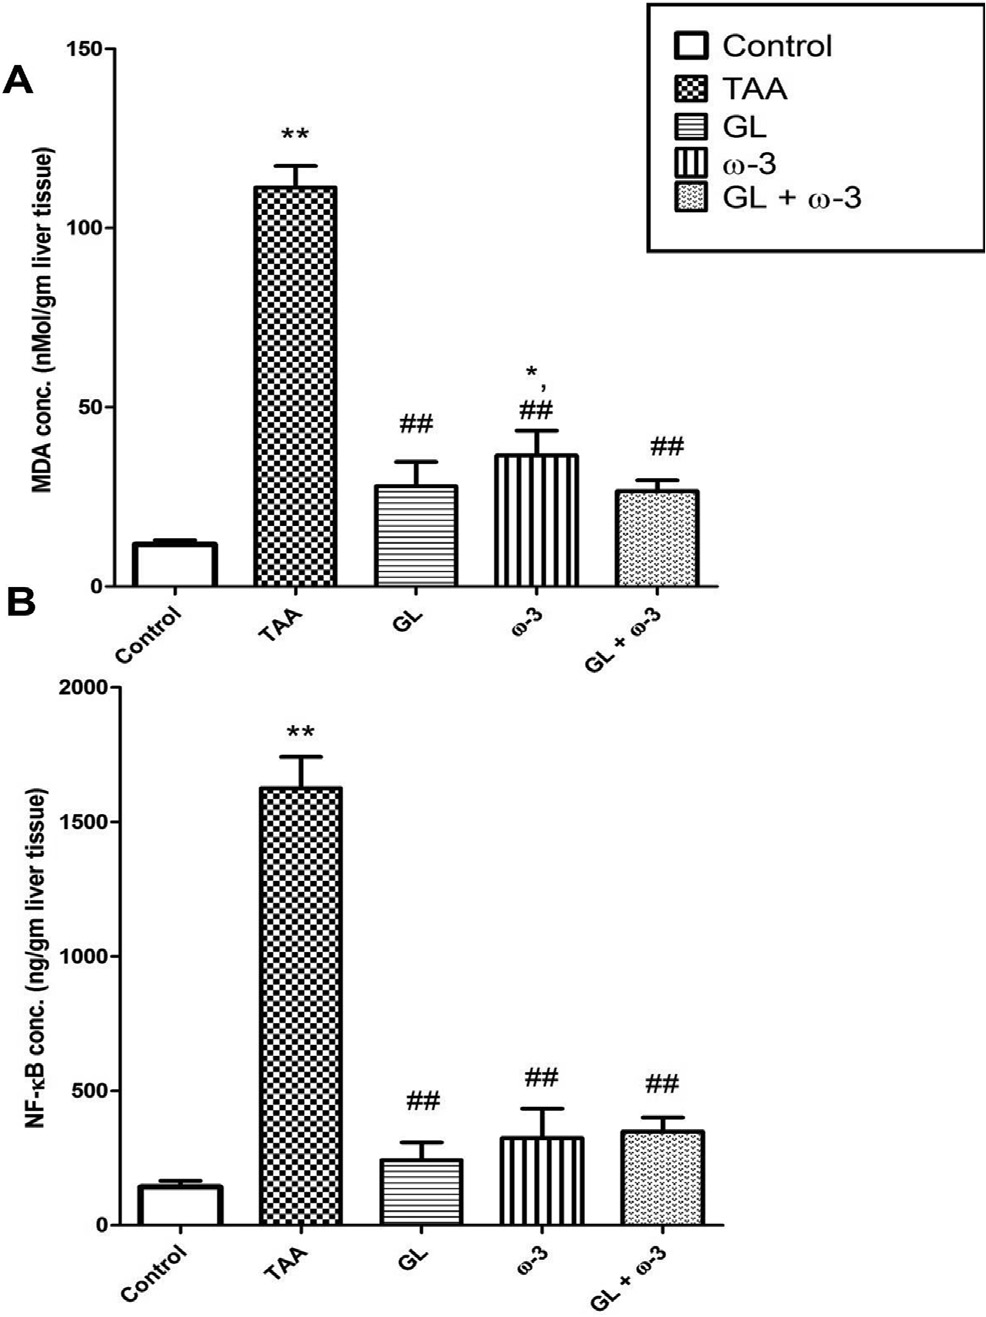 A
MDA conc. (nMol/gm liver tissue)
150
100
50
0
**
##
*,
##
##
Control
TAA
GL
ω-3
GL + ω-3
Control
TAA
GL
ω-3
GL + ω-3
B
NF-κB conc. (ng/gm liver tissue)
2000
1500
1000
500
0
**
##
##
##
Control
TAA
GL
ω-3
GL + ω-3